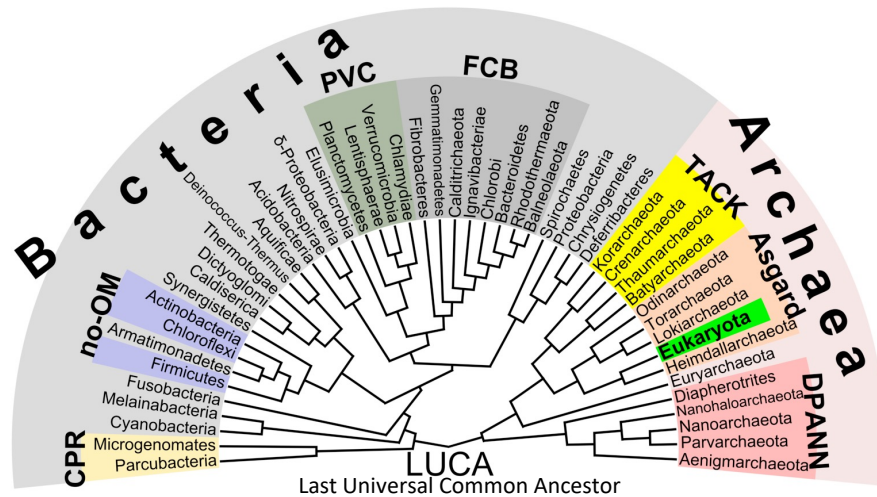 Bacteria
Archaea
CPR
no-OM
PVC
FCB
TACK
Asgard
DPANN
Parcubacteria
Microgenomates
Cyanobacteria
Melainabacteria
Fusobacteria
Firmicutes
Armatimonadetes
Chloroflexi
Actinobacteria
Synergistetes
Caldiserica
Dictyoglomi
Thermotogae
Deinococcus-Thermus
Aquificae
Acidobacteria
Nitrospirae
δ-Proteobacteria
Elusimicrobia
Planctomycetes
Lentisphaerae
Verrucomicrobia
Chlamydia
Fibrobacteres
Gemmatimonadetes
Calditrichaeota
Ignavibacteriae
Chlorobi
Bacteroidetes
Rhodothermaeota
Balneolaeota
Spirochaetes
Proteobacteria
Chrysiogenetes
Deferribacteres
Korarchaeota
Crenarchaeota
Thaumarchaeota
Batyarchaeota
Odinarchaeota
Torarchaeota
Lokiarchaeota
Eukaryota
Heimdallarchaeota
Euryarchaeota
Diapherotrites
Nanohaloarchaeota
Nanoarchaeota
Parvarchaeota
Aenigmarchaeota
LUCA
Last Universal Common Ancestor